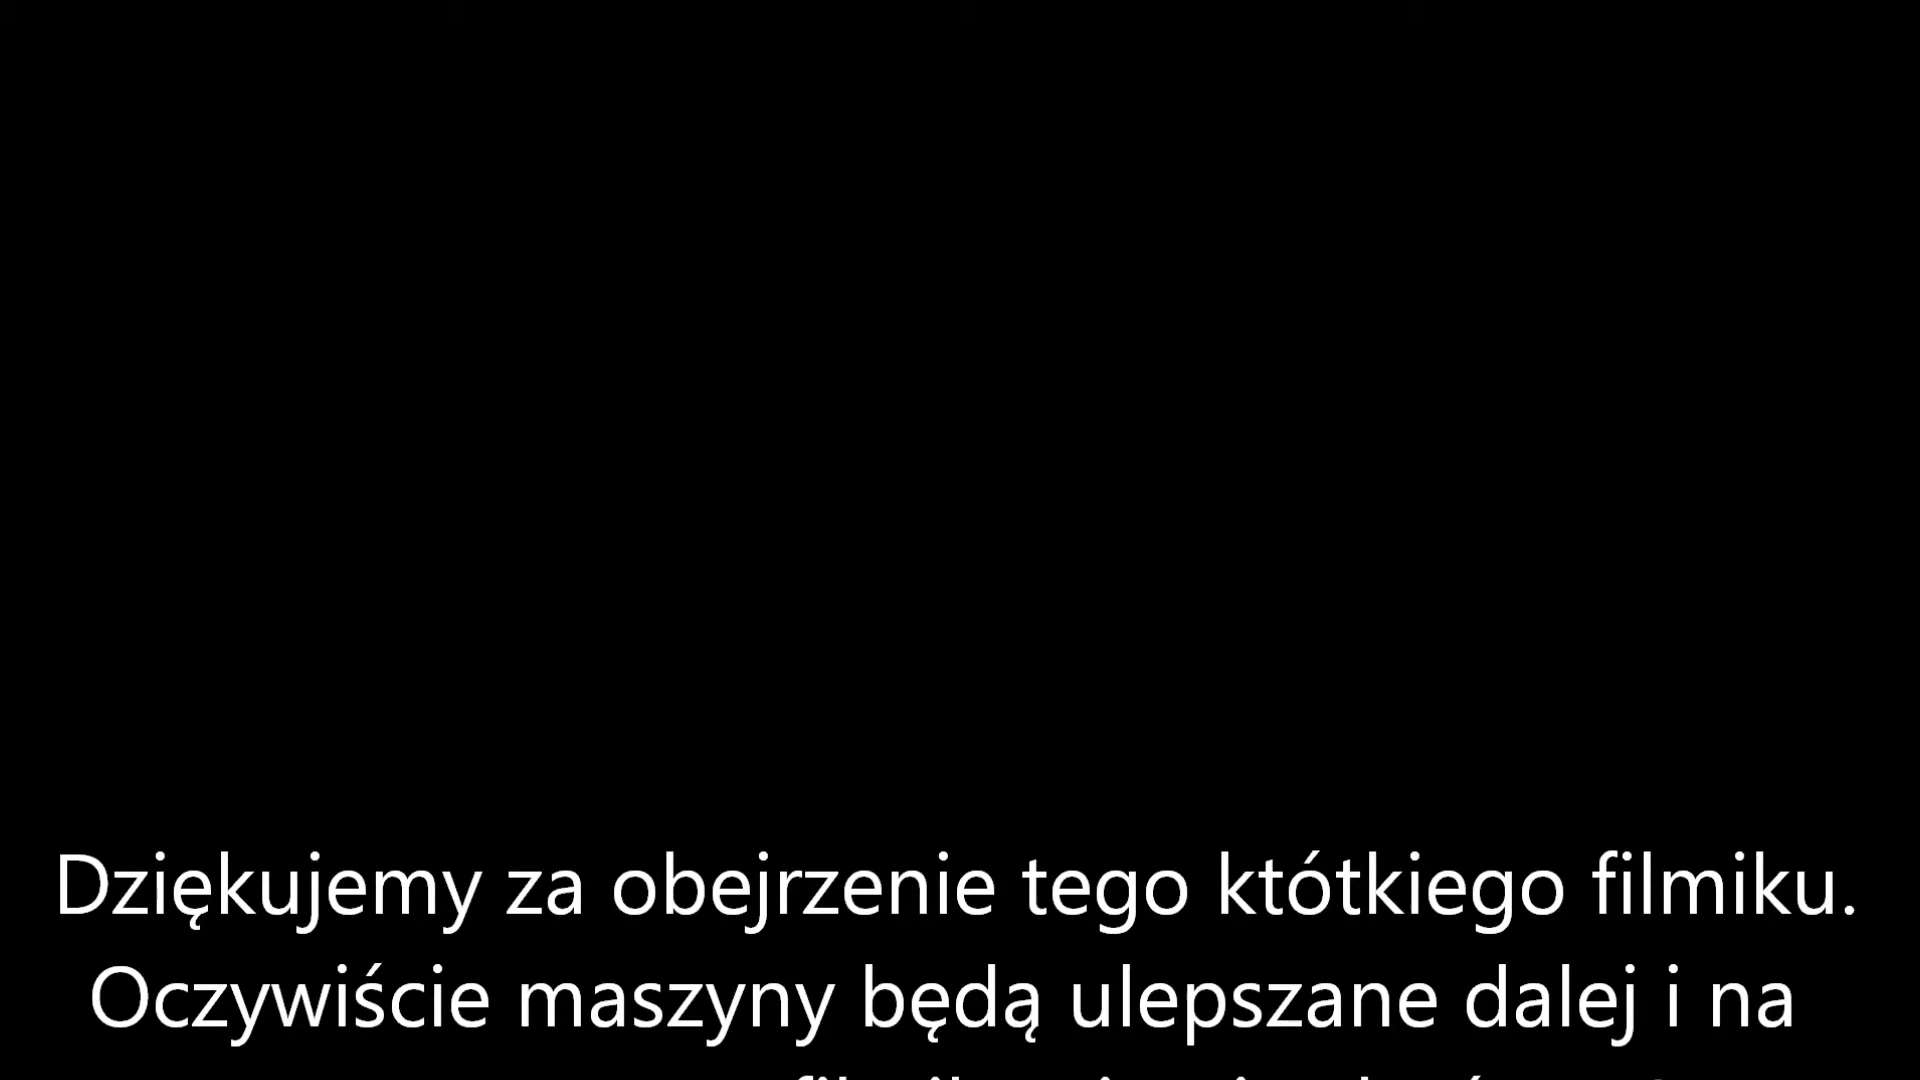 Dziękujemy za obejrzenie tego któtkiego filmiku.
Oczywiście maszyny będą ulepszane dalej i na